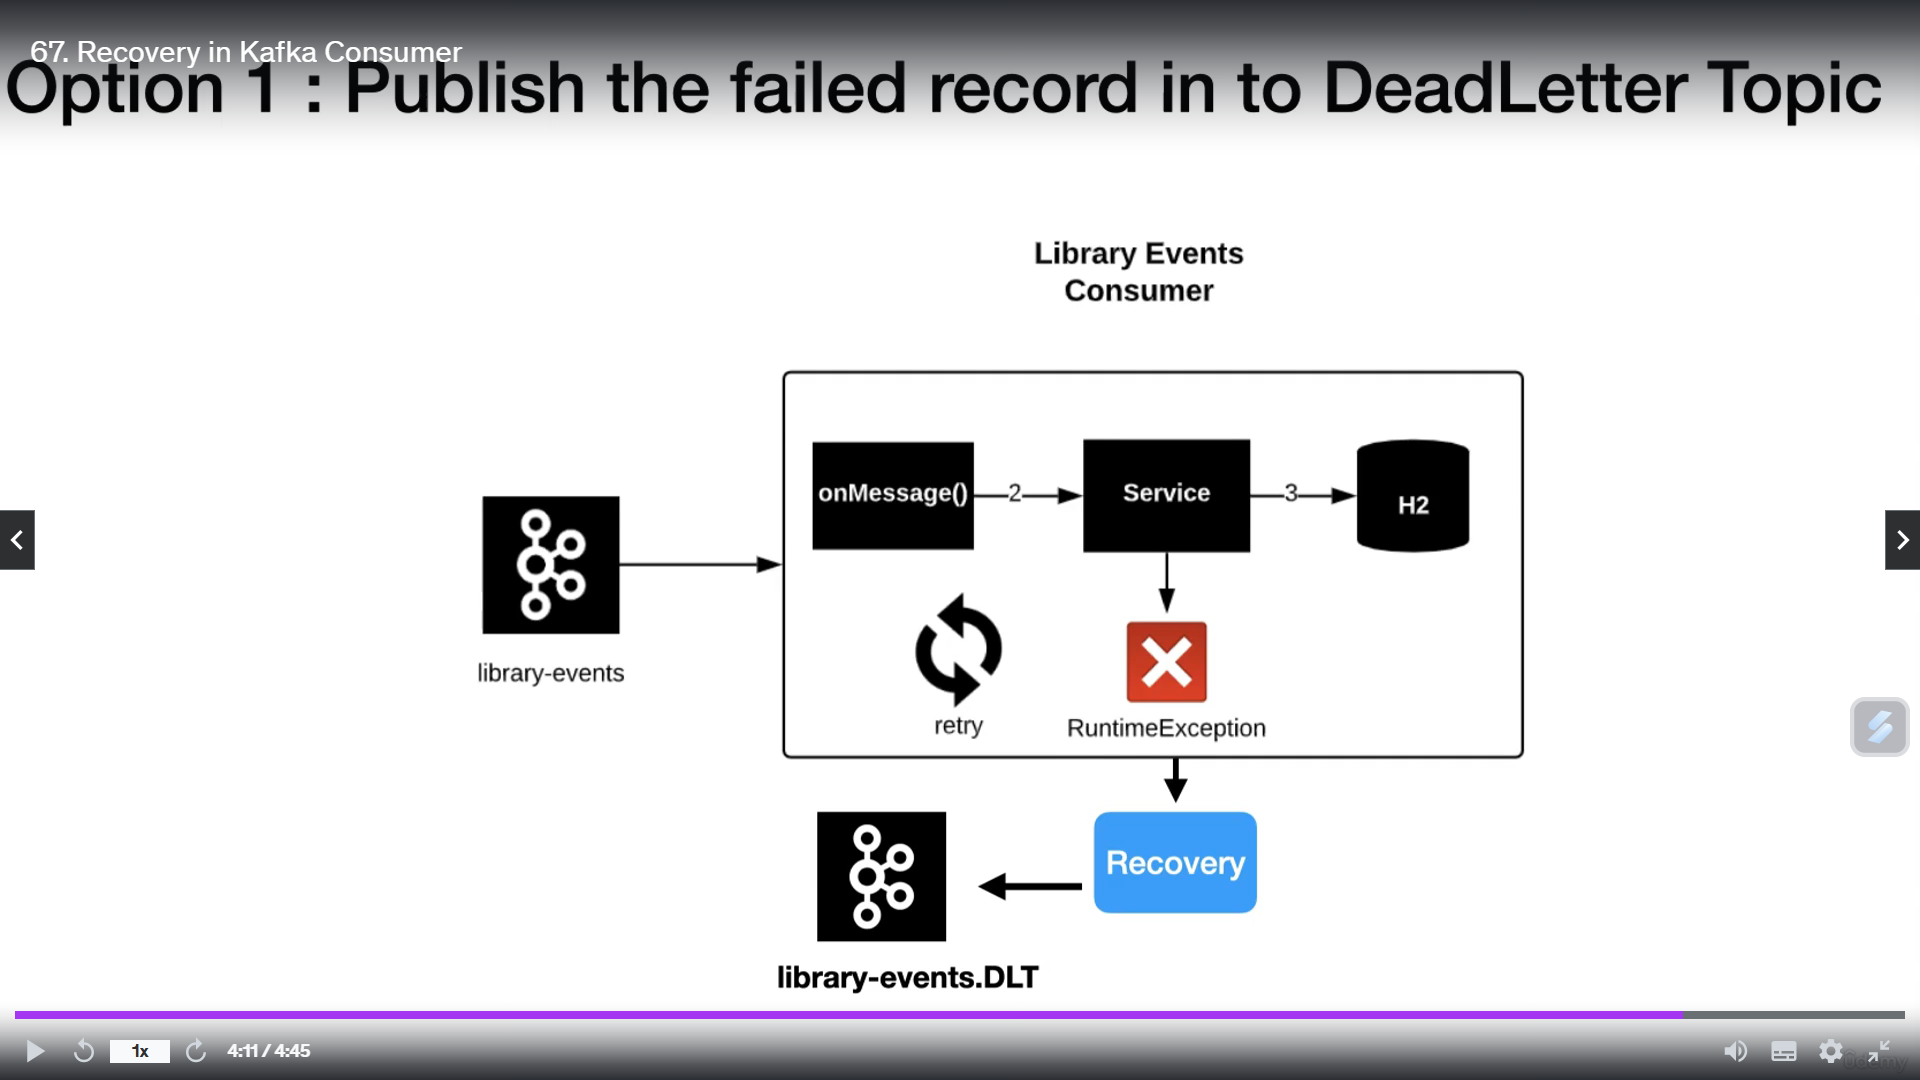 67. Recovery in Kafka Consumer
Option 1 : Publish the failed record in to DeadLetter Topic
Library Events
Consumer
onMessage()
2
Service
3
H2
library-events
retry
RuntimeException
Recovery
library-events.DLT
1x
4:11 / 4:45
Udemy